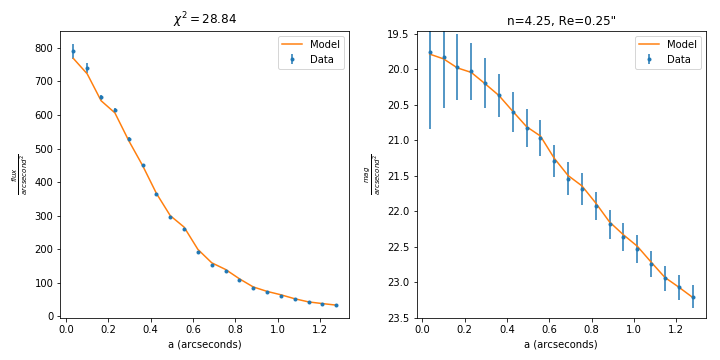 χ² = 28.84
800
700
600
500
400
300
200
100
0
flux
arcsecond²
0.0 0.2 0.4 0.6 0.8 1.0 1.2
a (arcseconds)
Model
Data
n=4.25, Re=0.25"
19.5
20.0
20.5
21.0
21.5
22.0
22.5
23.0
23.5
mag
arcsecond²
0.0 0.2 0.4 0.6 0.8 1.0 1.2
a (arcseconds)
Model
Data